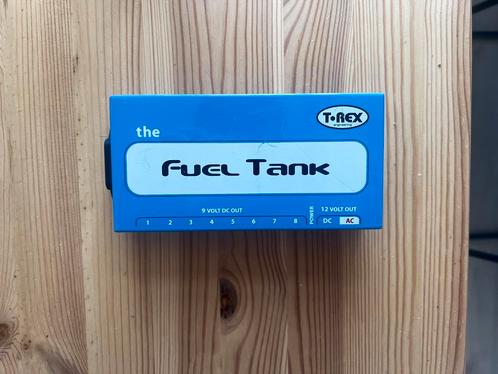 T-REX
engineering
the
FUEL TANK
9 VOLT DC OUT
12 VOLT OUT
1 2 3 4 5 6 7 8 POWER DC AC